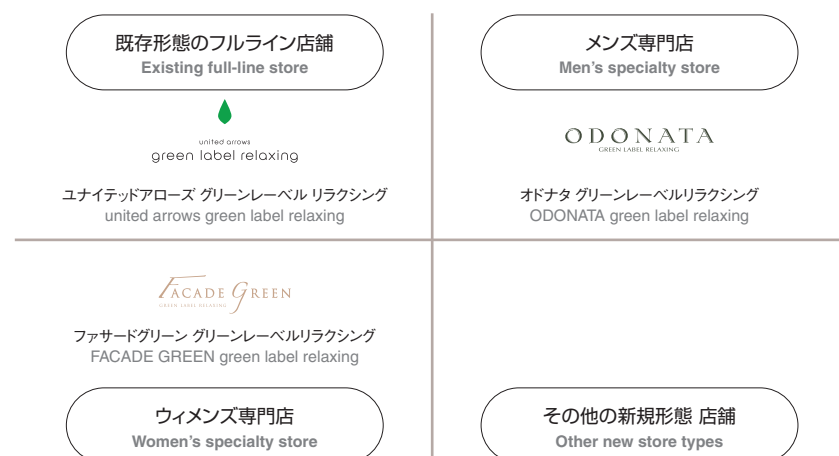 既存形態のフルライン店舗
Existing full-line store
united arrows
green label relaxing
ユナイテッドアローズ グリーンレーベル リラクシング
united arrows green label relaxing
メンズ専門店
Men's specialty store
ODONATA
GREEN LABEL RELAXING
オドナタ グリーンレーベルリラクシング
ODONATA green label relaxing
FACADE GREEN
GREEN LABEL RELAXING
ファサードグリーン グリーンレーベルリラクシング
FACADE GREEN green label relaxing
ウィメンズ専門店
Women's specialty store
その他の新規形態 店舗
Other new store types